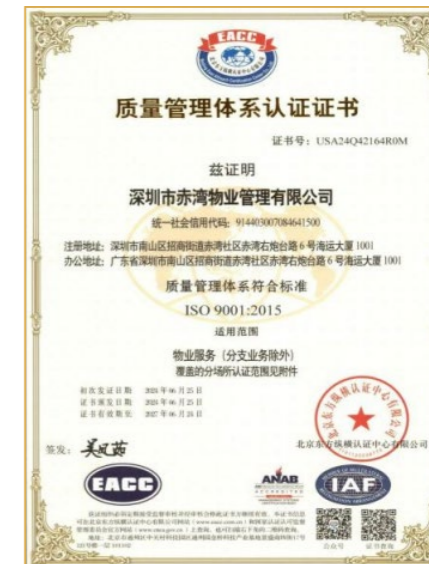 EACC
质量管理体系认证证书
证书号：USA24Q42164R0M
兹证明
深圳市赤湾物业管理有限公司
统一社会信用代码：914403007084641500
注册地址：深圳市南山区招商街道赤湾社区赤湾右炮台路6号海运大厦1001
办公地址：广东省深圳市南山区招商街道赤湾社区赤湾右炮台路6号海运大厦1001
质量管理体系符合标准
ISO 9001:2015
适用范围
物业服务（分支业务除外）
覆盖的分场所认证范围见附件
初次发证日期
证书颁发日期
证书有效期至
签发：
北京东方纵横认证中心有限公司
EACC
ANAB
ACCREDITED
IAF
公众号
证书查询